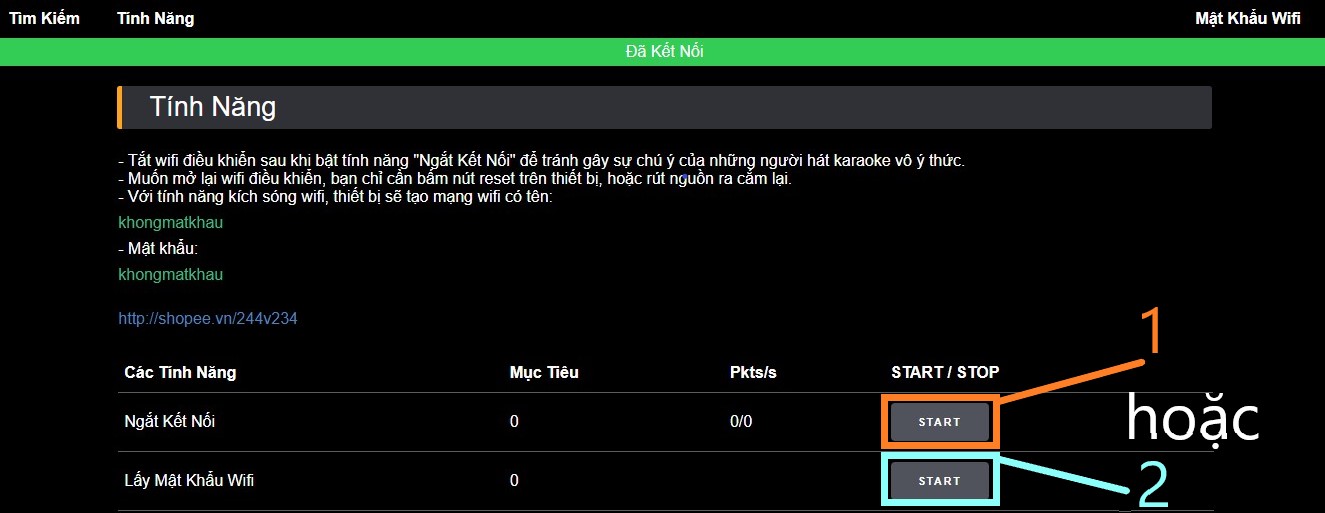 Tìm Kiếm Tính Năng Mật Khẩu Wifi
Đã Kết Nối
Tính Năng
- Tắt wifi điều khiển sau khi bật tính năng "Ngắt Kết Nối" để tránh gây sự chú ý của những người hát karaoke vô ý thức.
- Muốn mở lại wifi điều khiển, bạn chỉ cần bấm nút reset trên thiết bị, hoặc rút nguồn ra cắm lại.
- Với tính năng kích sóng wifi, thiết bị sẽ tạo mạng wifi có tên:
khongmatkhau
- Mật khẩu:
khongmatkhau
http://shopee.vn/244v234
1
Các Tính Năng Mục Tiêu Pkts/s START / STOP
hoặc
Ngắt Kết Nối 0 0/0 START
2
Lấy Mật Khẩu Wifi 0 START